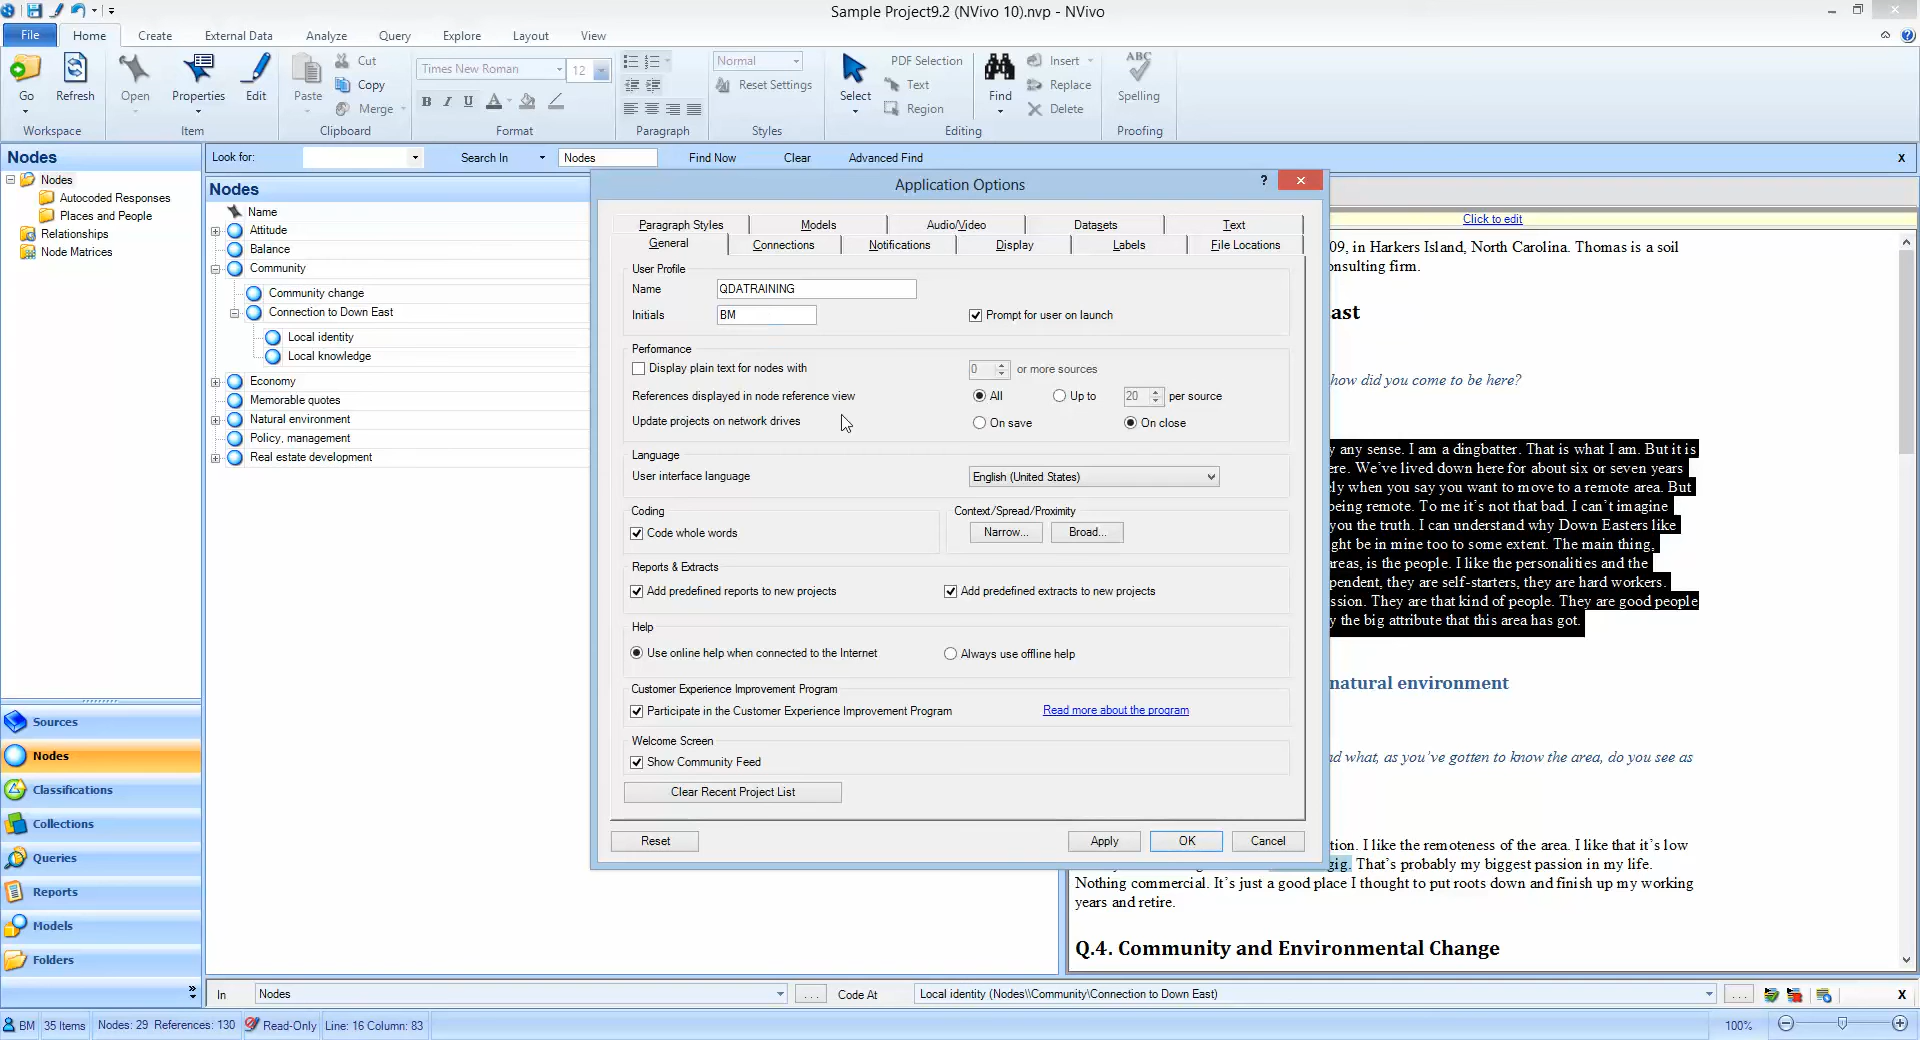 Sample Project9.2 (NVivo 10).nvp - NVivo
File Home Create External Data Analyze Query Explore Layout View
Go Refresh Open Properties Edit Paste Cut Copy Merge
Times New Roman 12
B I U A
Normal
Reset Settings
Select PDF Selection Text Region Find Insert Replace Delete ABC Spelling
Workspace Item Clipboard Format Paragraph Styles Editing Proofing
Nodes
Nodes
Autocoded Responses
Places and People
Relationships
Node Matrices
Look for: Search In Nodes Find Now Clear Advanced Find x
Nodes
Name
Attitude
Balance
Community
Community change
Connection to Down East
Local identity
Local knowledge
Economy
Memorable quotes
Natural environment
Policy, management
Real estate development
Application Options ? x
Paragraph Styles Models Audio/Video Datasets Text
General Connections Notifications Display Labels File Locations
User Profile
Name QDATRAINING
Initials BM Prompt for user on launch
Performance
Display plain text for nodes with 0 or more sources
References displayed in node reference view All Up to 20 per source
Update projects on network drives On save On close
Language
User interface language English (United States)
Coding Context/Spread/Proximity
Code whole words Narrow... Broad...
Reports & Extracts
Add predefined reports to new projects Add predefined extracts to new projects
Help
Use online help when connected to the Internet Always use offline help
Customer Experience Improvement Program
Participate in the Customer Experience Improvement Program Read more about the program
Welcome Screen
Show Community Feed
Clear Recent Project List
Reset Apply OK Cancel
Click to edit
09, in Harkers Island, North Carolina. Thomas is a soil
onsulting firm.
ast
how did you come to be here?
y any sense. I am a dingbatter. That is what I am. But it is
ere. We've lived down here for about six or seven years
ly when you say you want to move to a remote area. But
being remote. To me it's not that bad. I can't imagine
you the truth. I can understand why Down Easters like
ght be in mine too to some extent. The main thing,
reas, is the people. I like the personalities and the
pendent, they are self-starters, they are hard workers.
ssion. They are that kind of people. They are good people
y the big attribute that this area has got.
natural environment
nd what, as you've gotten to know the area, do you see as
tion. I like the remoteness of the area. I like that it's low
gig. That's probably my biggest passion in my life.
Nothing commercial. It's just a good place I thought to put roots down and finish up my working
years and retire.
Q.4. Community and Environmental Change
Sources
Nodes
Classifications
Collections
Queries
Reports
Models
Folders
In Nodes ... Code At Local identity (Nodes\\Community\Connection to Down East) ... x
BM 35 Items Nodes: 29 References: 130 Read-Only Line: 16 Column: 83 100%